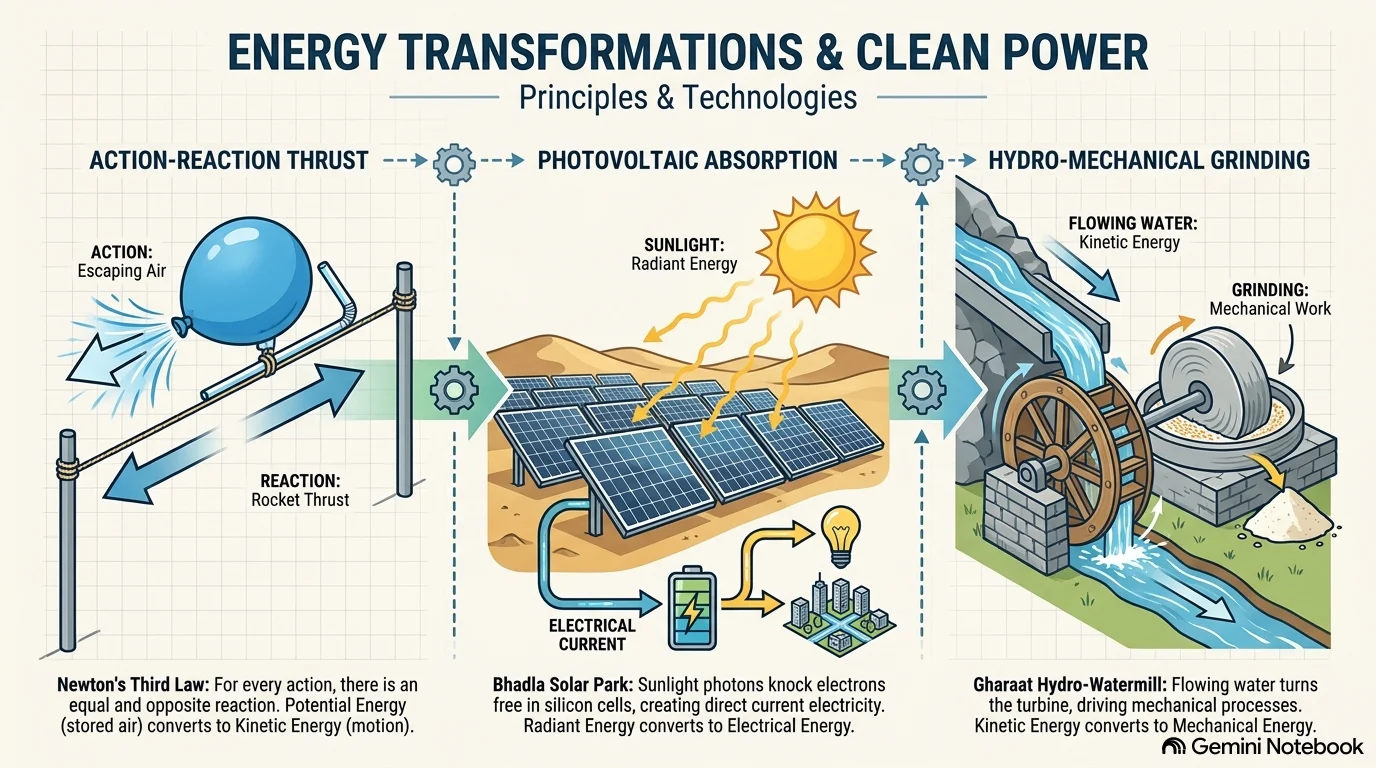 ENERGY TRANSFORMATIONS & CLEAN POWER
Principles & Technologies
ACTION-REACTION THRUST
ACTION:
Escaping Air
REACTION:
Rocket Thrust
Newton's Third Law: For every action, there is an
equal and opposite reaction. Potential Energy
(stored air) converts to Kinetic Energy (motion).
PHOTOVOLTAIC ABSORPTION
SUNLIGHT:
Radiant Energy
ELECTRICAL
CURRENT
Bhadla Solar Park: Sunlight photons knock electrons
free in silicon cells, creating direct current electricity.
Radiant Energy converts to Electrical Energy.
HYDRO-MECHANICAL GRINDING
FLOWING WATER:
Kinetic Energy
GRINDING:
Mechanical Work
Gharaat Hydro-Watermill: Flowing water turns
the turbine, driving mechanical processes.
Kinetic Energy converts to Mechanical Energy.
Gemini Notebook